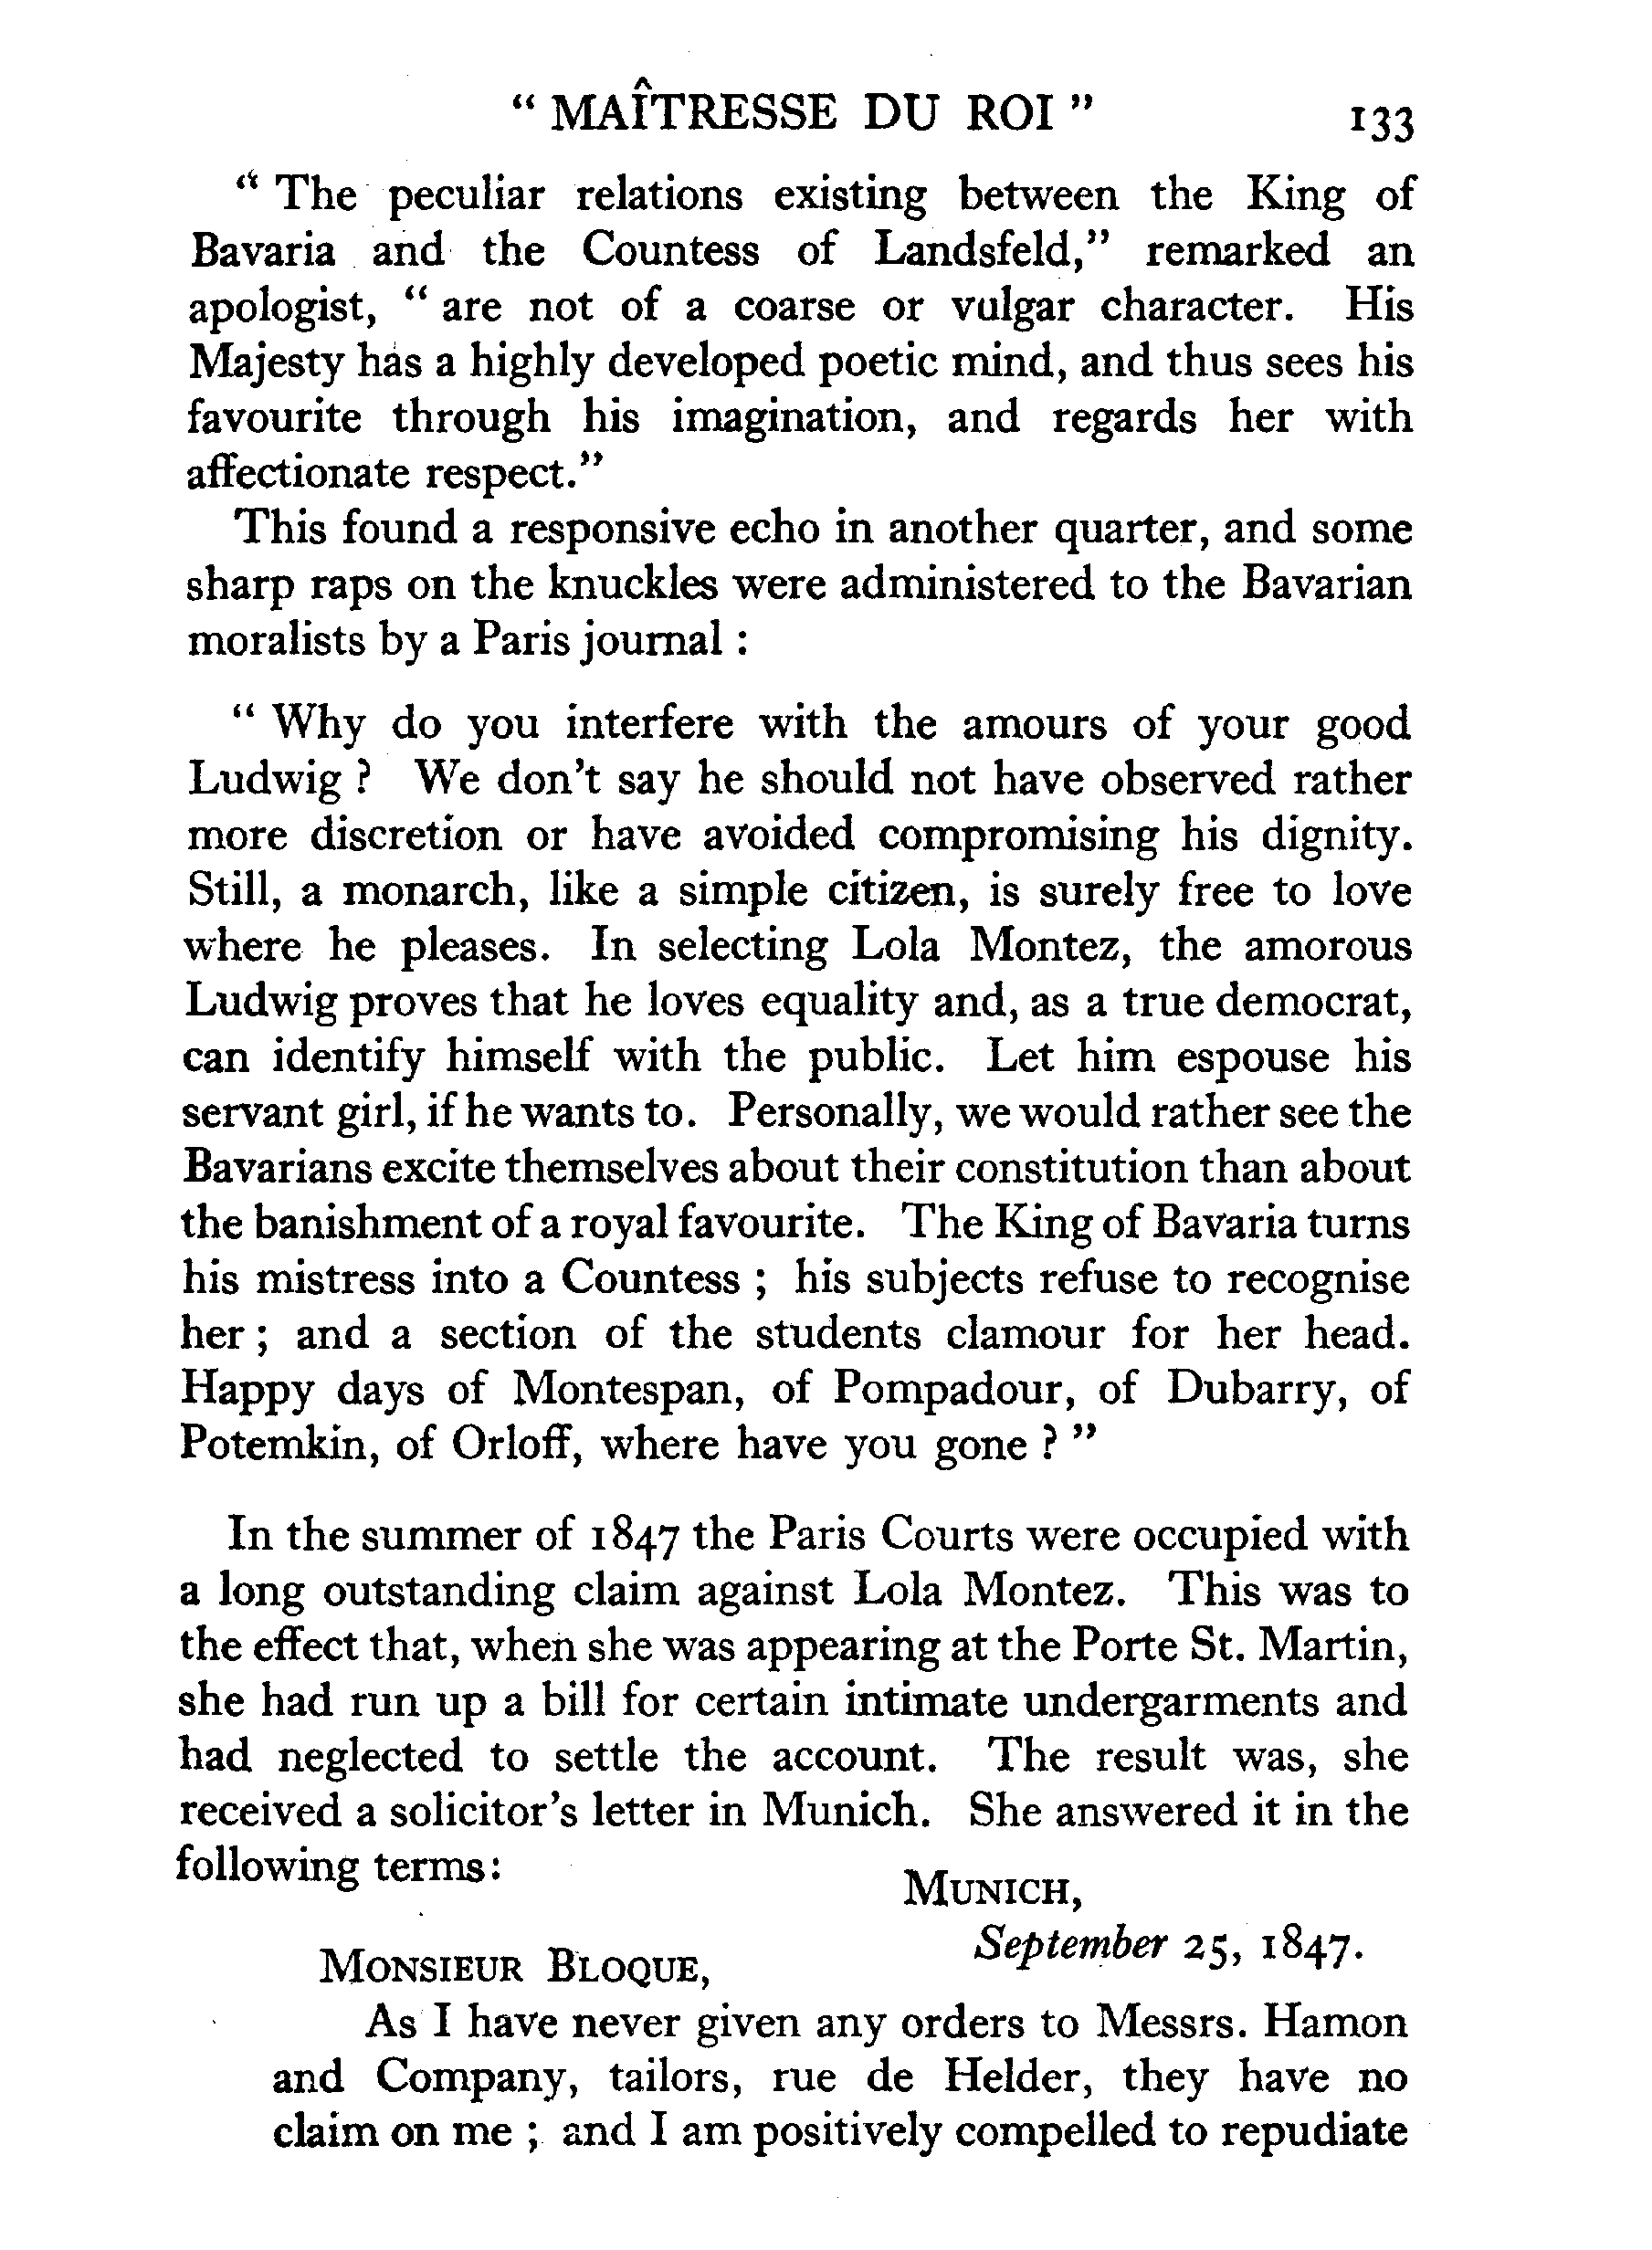 " MAÎTRESSE DU ROI " 133
" The peculiar relations existing between the King of
Bavaria and the Countess of Landsfeld," remarked an
apologist, " are not of a coarse or vulgar character. His
Majesty has a highly developed poetic mind, and thus sees his
favourite through his imagination, and regards her with
affectionate respect."
This found a responsive echo in another quarter, and some
sharp raps on the knuckles were administered to the Bavarian
moralists by a Paris journal :
" Why do you interfere with the amours of your good
Ludwig ? We don't say he should not have observed rather
more discretion or have avoided compromising his dignity.
Still, a monarch, like a simple citizen, is surely free to love
where he pleases. In selecting Lola Montez, the amorous
Ludwig proves that he loves equality and, as a true democrat,
can identify himself with the public. Let him espouse his
servant girl, if he wants to. Personally, we would rather see the
Bavarians excite themselves about their constitution than about
the banishment of a royal favourite. The King of Bavaria turns
his mistress into a Countess ; his subjects refuse to recognise
her ; and a section of the students clamour for her head.
Happy days of Montespan, of Pompadour, of Dubarry, of
Potemkin, of Orloff, where have you gone ? "
In the summer of 1847 the Paris Courts were occupied with
a long outstanding claim against Lola Montez. This was to
the effect that, when she was appearing at the Porte St. Martin,
she had run up a bill for certain intimate undergarments and
had neglected to settle the account. The result was, she
received a solicitor's letter in Munich. She answered it in the
following terms:
MUNICH,
September 25, 1847.
MONSIEUR BLOQUE,
As I have never given any orders to Messrs. Hamon
and Company, tailors, rue de Helder, they have no
claim on me ; and I am positively compelled to repudiate